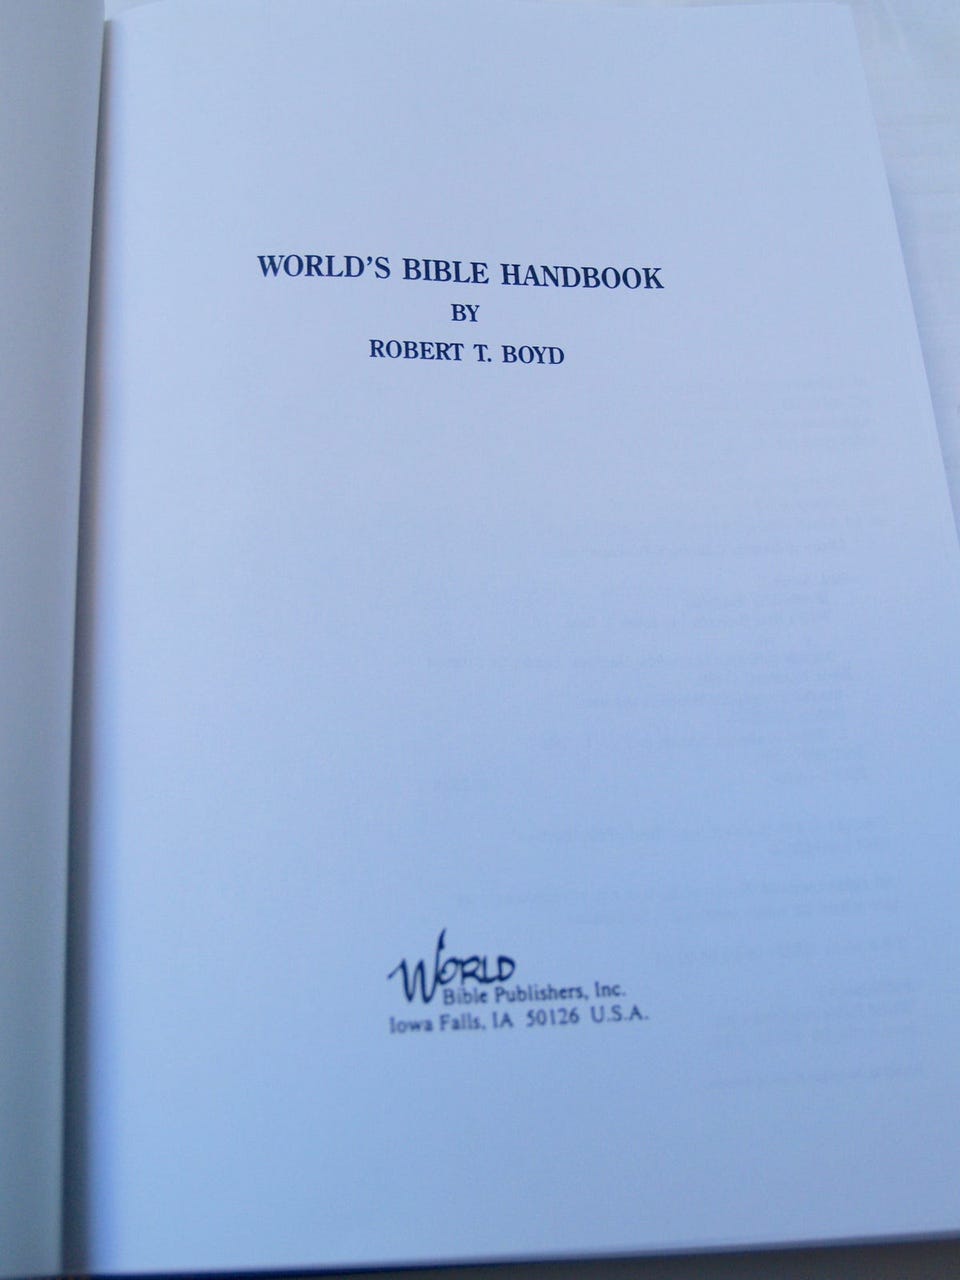 WORLD'S BIBLE HANDBOOK
BY
ROBERT T. BOYD
WORLD
Bible Publishers, Inc.
Iowa Falls, IA 50126 U.S.A.